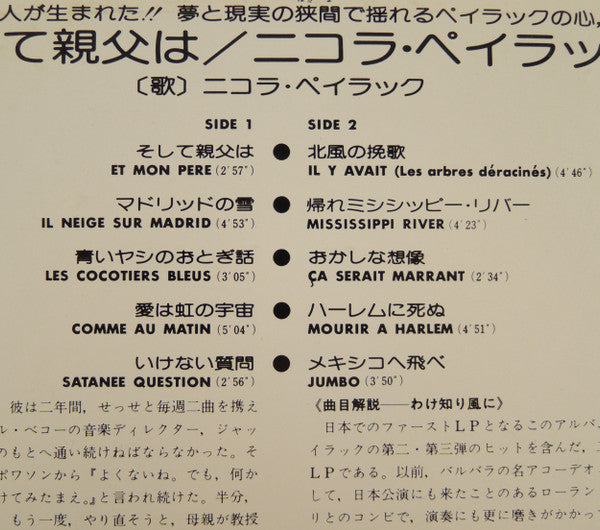 人が生まれた!! 夢と現実の狭間で揺れるペイラックの心,
て親父は/ニコラ・ペイラッ
〔歌〕ニコラ・ペイラック
SIDE 1
そして親父は
ET MON PERE (2′57″)
マドリッドの雪
IL NEIGE SUR MADRID (4′53″)
青いヤシのおとぎ話
LES COCOTIERS BLEUS (3′05″)
愛は虹の宇宙
COMME AU MATIN (5′04″)
いけない質問
SATANEE QUESTION (2′56″)
SIDE 2
北風の挽歌
IL Y AVAIT (Les arbres déracinés) (4′46″)
帰れミシシッピー・リバー
MISSISSIPPI RIVER (4′23″)
おかしな想像
ÇA SERAIT MARRANT (2′34″)
ハーレムに死ぬ
MOURIR A HARLEM (4′51″)
メキシコへ飛べ
JUMBO (3′50″)
彼は二年間, せっせと毎週二曲を携え
ル・ベコーの音楽ディレクター, ジャッ
のもとへ通い続けねばならなかった。そ
ポワソンから『よくないね。でも, 何か
けてみたまえ。』と言われ続けた。半分,
もう一度, やり直そうと, 母親が教授
《曲目解説——わけ知り風に》
日本でのファーストLPとなるこのアルバ
イラックの第二・第三弾のヒットを含んだ,
LPである。以前, バルバラの名アコーデオ
して, 日本公演にも来たことのあるローラン
りとのコンビで, 演奏にも更に磨きがかかっ